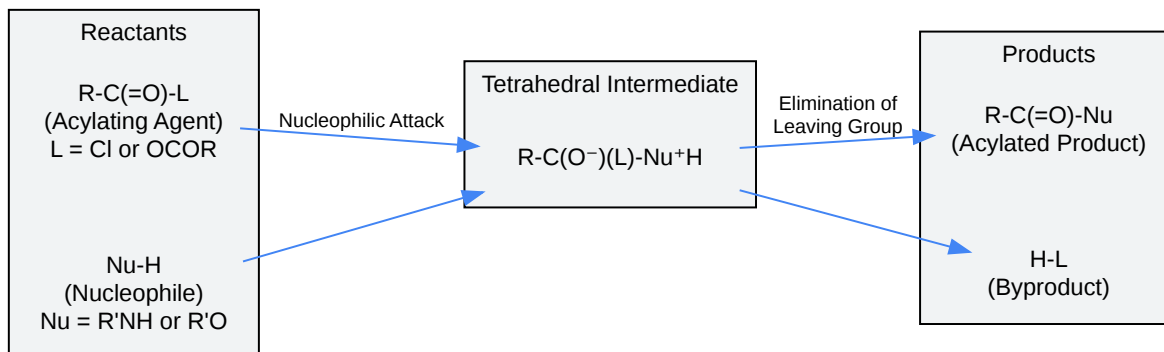 Reactants
R-C(=O)-L
(Acylating Agent)
L = Cl or OCOR
Nu-H
(Nucleophile)
Nu = R'NH or R'O
Nucleophilic Attack
Tetrahedral Intermediate
R-C(O⁻)(L)-Nu⁺H
Elimination of
Leaving Group
Products
R-C(=O)-Nu
(Acylated Product)
H-L
(Byproduct)